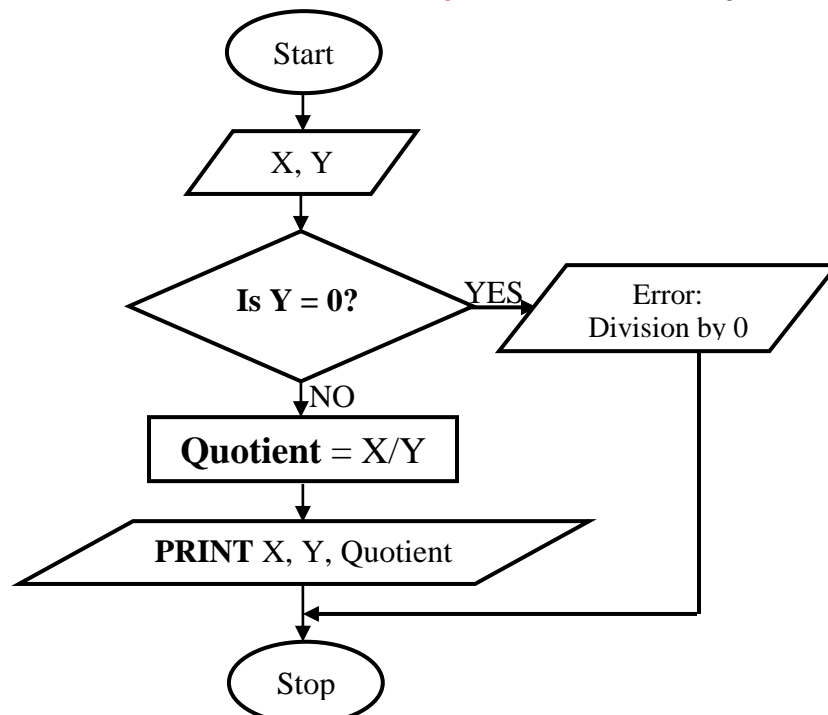 Start
X, Y
Is Y = 0?
YES
Error:
Division by 0
NO
Quotient = X/Y
PRINT X, Y, Quotient
Stop